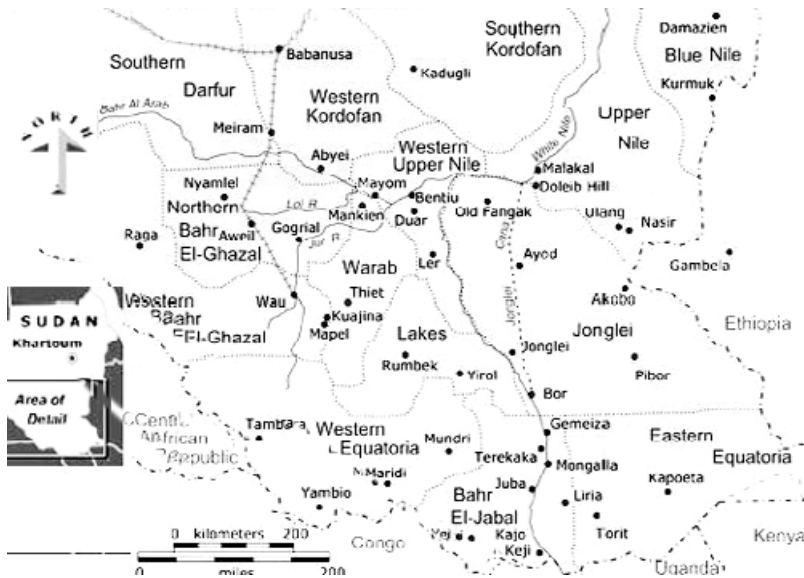 Damazien
Southern
Kordofan
Blue Nile
Babanusa
Southern
Darfur
Kadugli
Kurmuk
Western
Kordofan
Bahr Al Arab
NORTH
Upper
Nile
Meiram
White Nile
Western
Upper Nile
Abyei
Malakal
Doleib Hill
Nyamlel
Mayom
Bentiu
Old Fangak
Northern
Lol R.
Mankien
Duar
Ulang
Nasir
Bahr
El-Ghazal
Aweil
Gogrial
Jur R.
Raga
Ler
Ayod
Gambela
Warab
Western
Wau
Thiet
Akobo
SUDAN
Khartoum
Kuajina
Mapel
Lakes
Jonglei
Jonglei
Ethiopia
El-Ghazal
Rumbek
Jonglei
Yirol
Pibor
Area of
Detail
Bor
Central
African
Republic
Western
Equatoria
Mundri
Gemeiza
Eastern
Equatoria
Terekaka
Mongalla
Maridi
Juba
Kapoeta
Yambio
Bahr
El-Jabal
Liria
Torit
0 kilometers 200
Congo
Kajo
Keji
Kenya
0 miles 200
Uganda